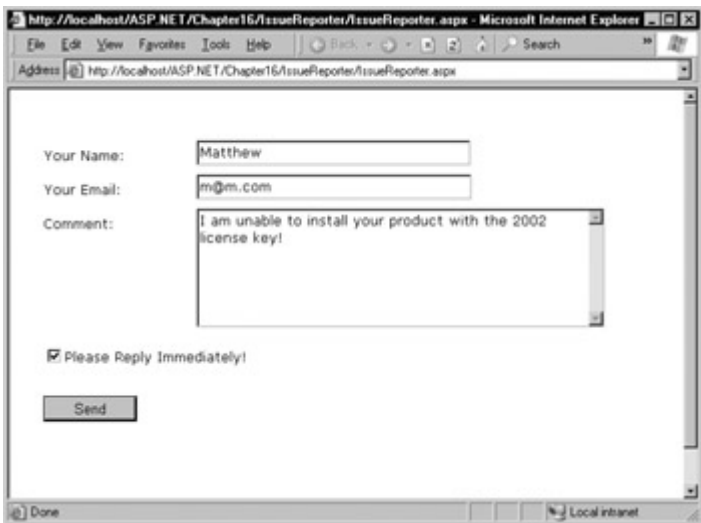 http://localhost/ASP.NET/Chapter16/IssueReporter/IssueReporter.aspx - Microsoft Internet Explorer
File Edit View Favorites Tools Help Back Search »
Address http://localhost/ASP.NET/Chapter16/IssueReporter/IssueReporter.aspx
Your Name: Matthew
Your Email: m@m.com
Comment: I am unable to install your product with the 2002
license key!
Please Reply Immediately!
Send
Done Local intranet